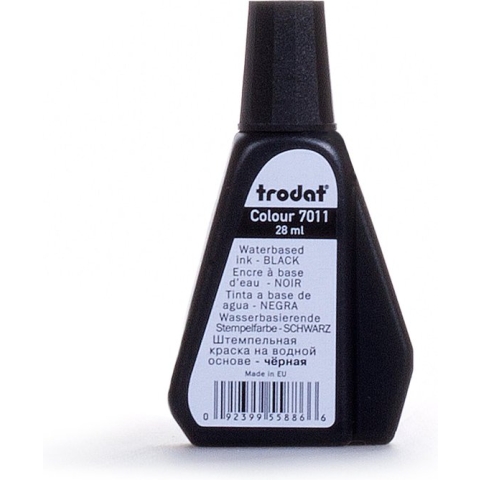 trodat
Colour 7011
28 ml
Waterbased
ink - BLACK
Encre à base
d'eau - NOIR
Tinta a base de
agua - NEGRA
Wasserbasierende
Stempelfarbe - SCHWARZ
Штемпельная
краска на водной
основе - чёрная
Made in EU
0 92399 55886 6